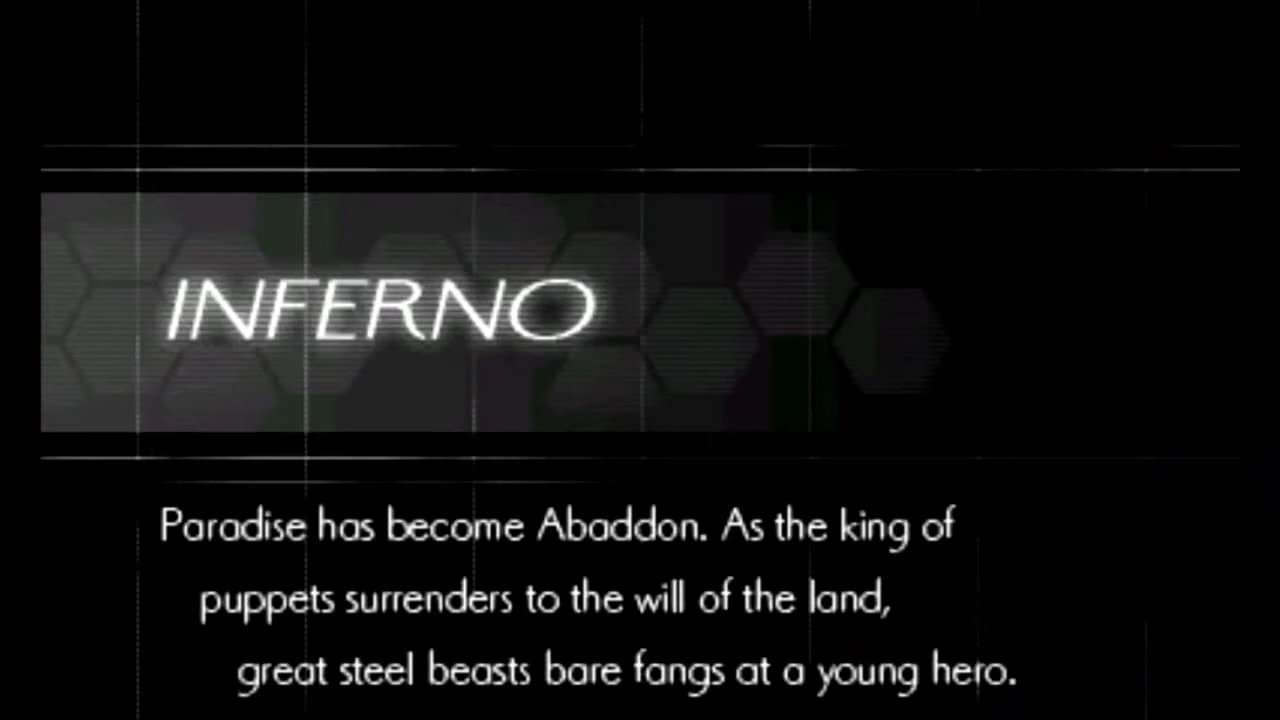 INFERNO
Paradise has become Abaddon. As the king of
puppets surrenders to the will of the land,
great steel beasts bare fangs at a young hero.